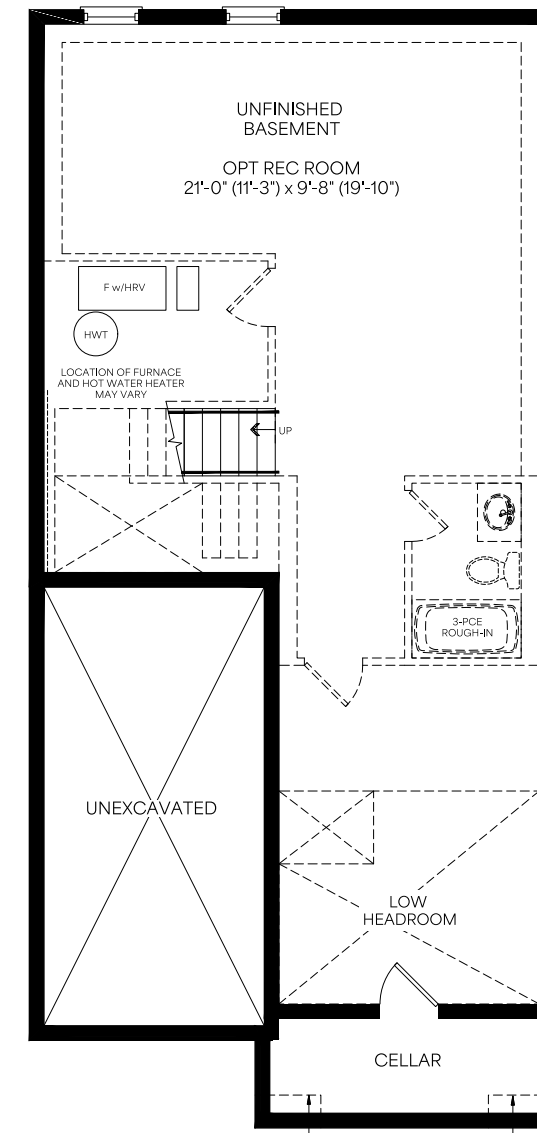 UNFINISHED
BASEMENT
OPT REC ROOM
21'-0" (11'-3") x 9'-8" (19'-10")
F w/HRV
HWT
LOCATION OF FURNACE
AND HOT WATER HEATER
MAY VARY
UP
3-PCE
ROUGH-IN
UNEXCAVATED
LOW
HEADROOM
CELLAR